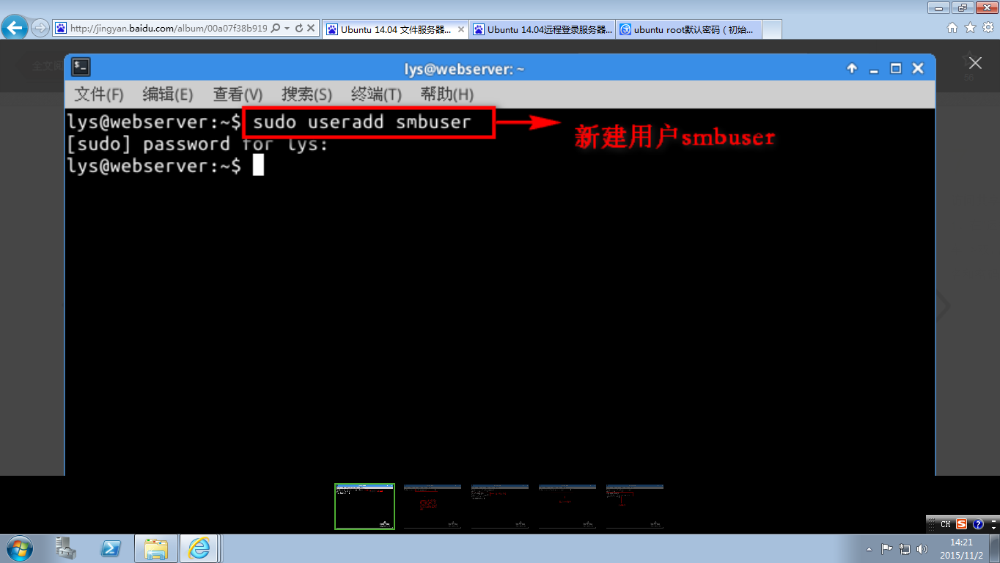 http://jingyan.baidu.com/album/00a07f38b919
Ubuntu 14.04 文件服务器...
Ubuntu 14.04远程登录服务器...
ubuntu root默认密码（初始...
lys@webserver: ~
58
文件(F) 编辑(E) 查看(V) 搜索(S) 终端(T) 帮助(H)
lys@webserver:~$ sudo useradd smbuser
新建用户smbuser
[sudo] password for lys:
lys@webserver:~$
CH
14:21
2015/11/2